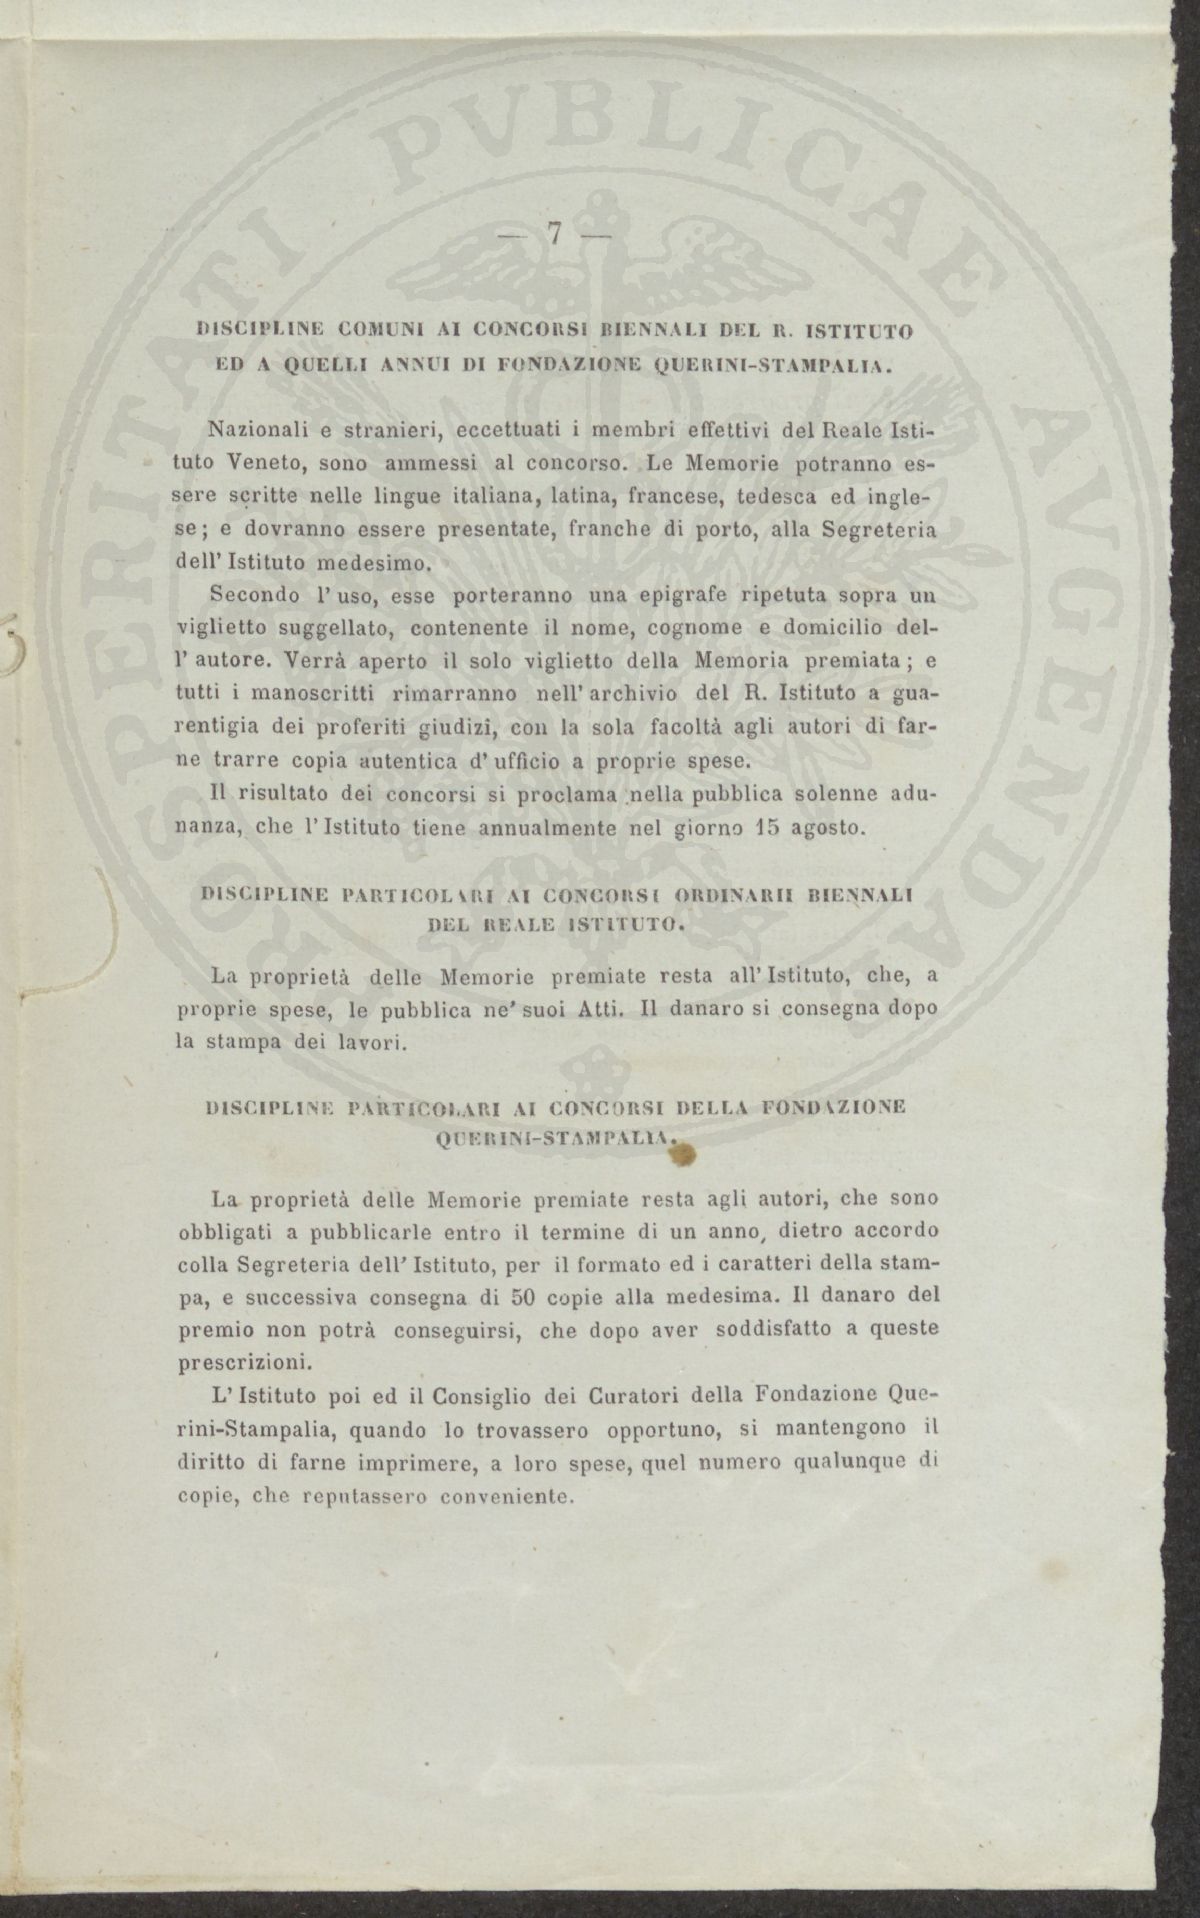 — 7 —
DISCIPLINE COMUNI AI CONCORSI BIENNALI DEL R. ISTITUTO
ED A QUELLI ANNUI DI FONDAZIONE QUERINI-STAMPALIA.
Nazionali e stranieri, eccettuati i membri effettivi del Reale Isti-
tuto Veneto, sono ammessi al concorso. Le Memorie potranno es-
sere scritte nelle lingue italiana, latina, francese, tedesca ed ingle-
se; e dovranno essere presentate, franche di porto, alla Segreteria
dell' Istituto medesimo.
Secondo l' uso, esse porteranno una epigrafe ripetuta sopra un
viglietto suggellato, contenente il nome, cognome e domicilio del-
l' autore. Verrà aperto il solo viglietto della Memoria premiata; e
tutti i manoscritti rimarranno nell' archivio del R. Istituto a gua-
rentigia dei proferiti giudizî, con la sola facoltà agli autori di far-
ne trarre copia autentica d' ufficio a proprie spese.
Il risultato dei concorsi si proclama nella pubblica solenne adu-
nanza, che l' Istituto tiene annualmente nel giorno 15 agosto.
DISCIPLINE PARTICOLARI AI CONCORSI ORDINARII BIENNALI
DEL REALE ISTITUTO.
La proprietà delle Memorie premiate resta all' Istituto, che, a
proprie spese, le pubblica ne' suoi Atti. Il danaro si consegna dopo
la stampa dei lavori.
DISCIPLINE PARTICOLARI AI CONCORSI DELLA FONDAZIONE
QUERINI-STAMPALIA.
La proprietà delle Memorie premiate resta agli autori, che sono
obbligati a pubblicarle entro il termine di un anno, dietro accordo
colla Segreteria dell' Istituto, per il formato ed i caratteri della stam-
pa, e successiva consegna di 50 copie alla medesima. Il danaro del
premio non potrà conseguirsi, che dopo aver soddisfatto a queste
prescrizioni.
L' Istituto poi ed il Consiglio dei Curatori della Fondazione Que-
rini-Stampalia, quando lo trovassero opportuno, si mantengono il
diritto di farne imprimere, a loro spese, quel numero qualunque di
copie, che reputassero conveniente.
PROSPERITATI PVBLICAE AVGENDAE